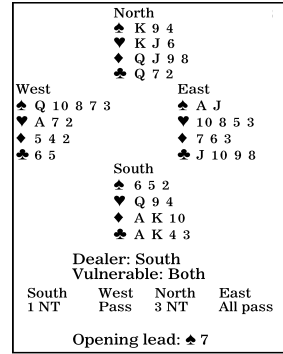 North
♠ K 9 4
♥ K J 6
♦ Q J 9 8
♣ Q 7 2
West
♠ Q 10 8 7 3
♥ A 7 2
♦ 5 4 2
♣ 6 5
East
♠ A J
♥ 10 8 5 3
♦ 7 6 3
♣ J 10 9 8
South
♠ 6 5 2
♥ Q 9 4
♦ A K 10
♣ A K 4 3
Dealer: South
Vulnerable: Both
South West North East
1 NT Pass 3 NT All pass
Opening lead: ♠ 7